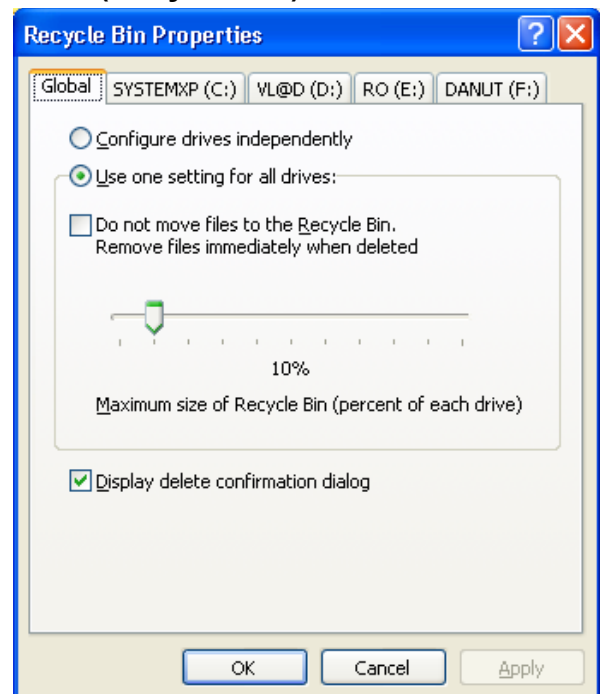 Recycle Bin Properties
Global SYSTEMXP (C:) VL@D (D:) RO (E:) DANUT (F:)
Configure drives independently
Use one setting for all drives:
Do not move files to the Recycle Bin.
Remove files immediately when deleted
10%
Maximum size of Recycle Bin (percent of each drive)
Display delete confirmation dialog
OK Cancel Apply